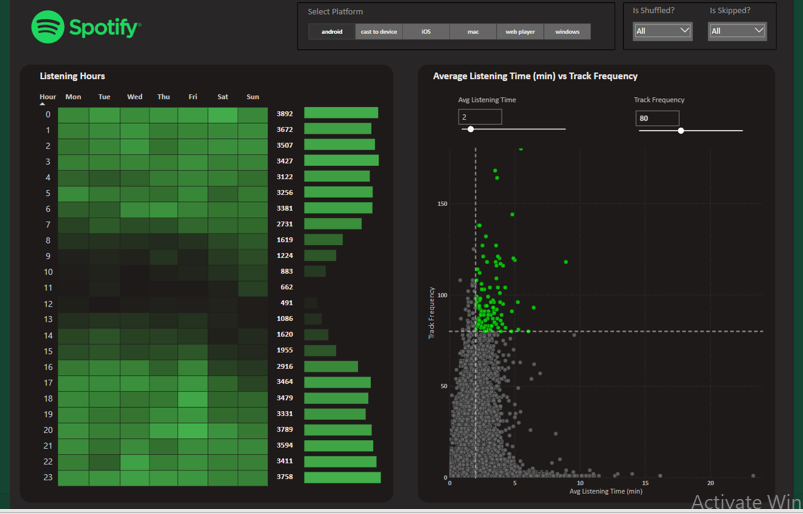 Spotify®
Select Platform
android cast to device iOS mac web player windows
Is Shuffled? Is Skipped?
All All
Listening Hours
Hour Mon Tue Wed Thu Fri Sat Sun
0 3892
1 3672
2 3507
3 3427
4 3122
5 3256
6 3381
7 2731
8 1619
9 1224
10 883
11 662
12 491
13 1086
14 1620
15 1955
16 2916
17 3464
18 3479
19 3331
20 3789
21 3594
22 3411
23 3758
Average Listening Time (min) vs Track Frequency
Avg Listening Time Track Frequency
2 80
150
100
50
0
Track Frequency
0 5 10 15 20
Avg Listening Time (min)
Activate Win